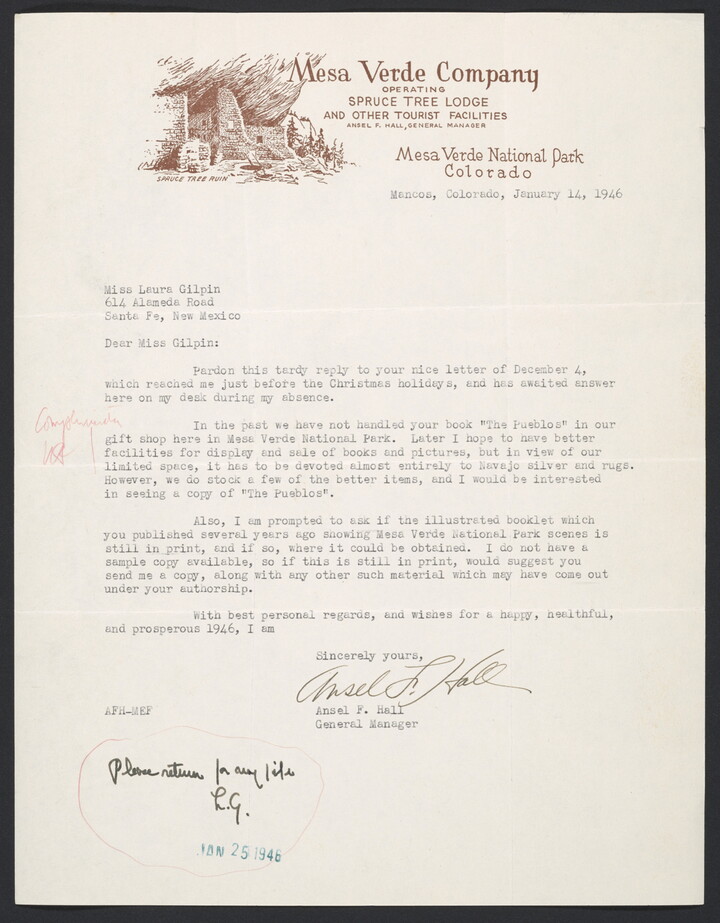 Mesa Verde Company
OPERATING
SPRUCE TREE LODGE
AND OTHER TOURIST FACILITIES
ANSEL F. HALL, GENERAL MANAGER
Mesa Verde National Park
Colorado
SPRUCE TREE RUIN
Mancos, Colorado, January 14, 1946
Miss Laura Gilpin
614 Alameda Road
Santa Fe, New Mexico
Dear Miss Gilpin:
Pardon this tardy reply to your nice letter of December 4,
which reached me just before the Christmas holidays, and has awaited answer
here on my desk during my absence.
In the past we have not handled your book "The Pueblos" in our
gift shop here in Mesa Verde National Park. Later I hope to have better
facilities for display and sale of books and pictures, but in view of our
limited space, it has to be devoted almost entirely to Navajo silver and rugs.
However, we do stock a few of the better items, and I would be interested
in seeing a copy of "The Pueblos".
Also, I am prompted to ask if the illustrated booklet which
you published several years ago showing Mesa Verde National Park scenes is
still in print, and if so, where it could be obtained. I do not have a
sample copy available, so if this is still in print, would suggest you
send me a copy, along with any other such material which may have come out
under your authorship.
With best personal regards, and wishes for a happy, healthful,
and prosperous 1946, I am
Sincerely yours,
Ansel F. Hall
AFH-MEF
Ansel F. Hall
General Manager
Please return for my file
L.G.
JAN 25 1946